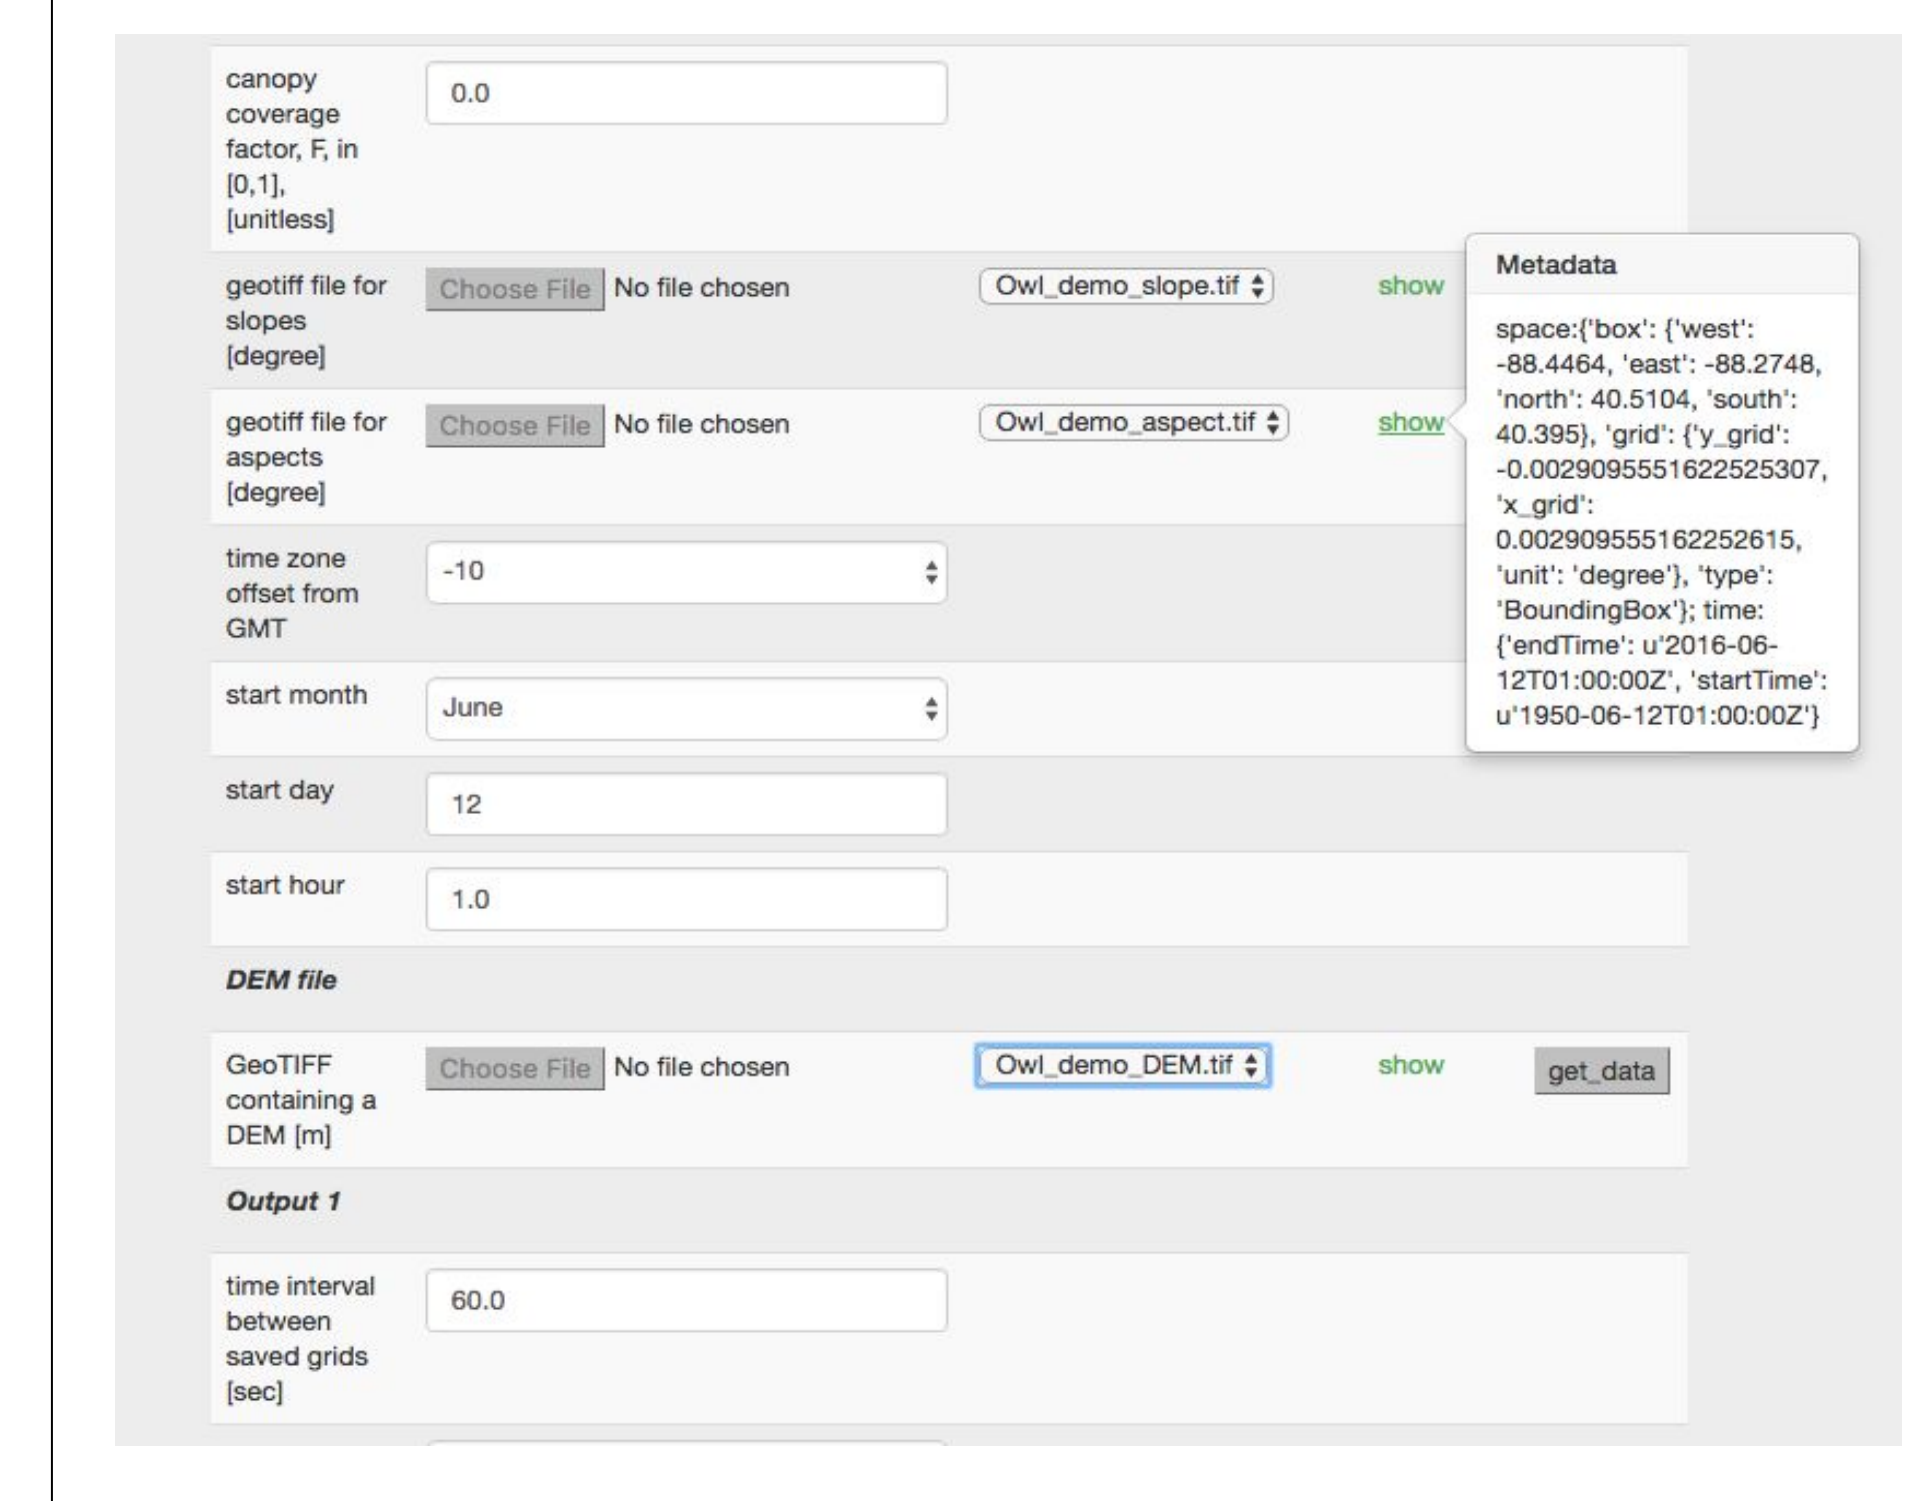 canopy
coverage
factor, F, in
[0,1],
[unitless]
0.0
geotiff file for
slopes
[degree]
Choose File No file chosen
Owl_demo_slope.tif
show
geotiff file for
aspects
[degree]
Choose File No file chosen
Owl_demo_aspect.tif
show
Metadata
space:{'box': {'west':
-88.4464, 'east': -88.2748,
'north': 40.5104, 'south':
40.395}, 'grid': {'y_grid':
-0.0029095551622525307,
'x_grid':
0.002909555162252615,
'unit': 'degree'}, 'type':
'BoundingBox'}; time:
{'endTime': u'2016-06-
12T01:00:00Z', 'startTime':
u'1950-06-12T01:00:00Z'}
time zone
offset from
GMT
-10
start month
June
start day
12
start hour
1.0
DEM file
GeoTIFF
containing a
DEM [m]
Choose File No file chosen
Owl_demo_DEM.tif
show
get_data
Output 1
time interval
between
saved grids
[sec]
60.0